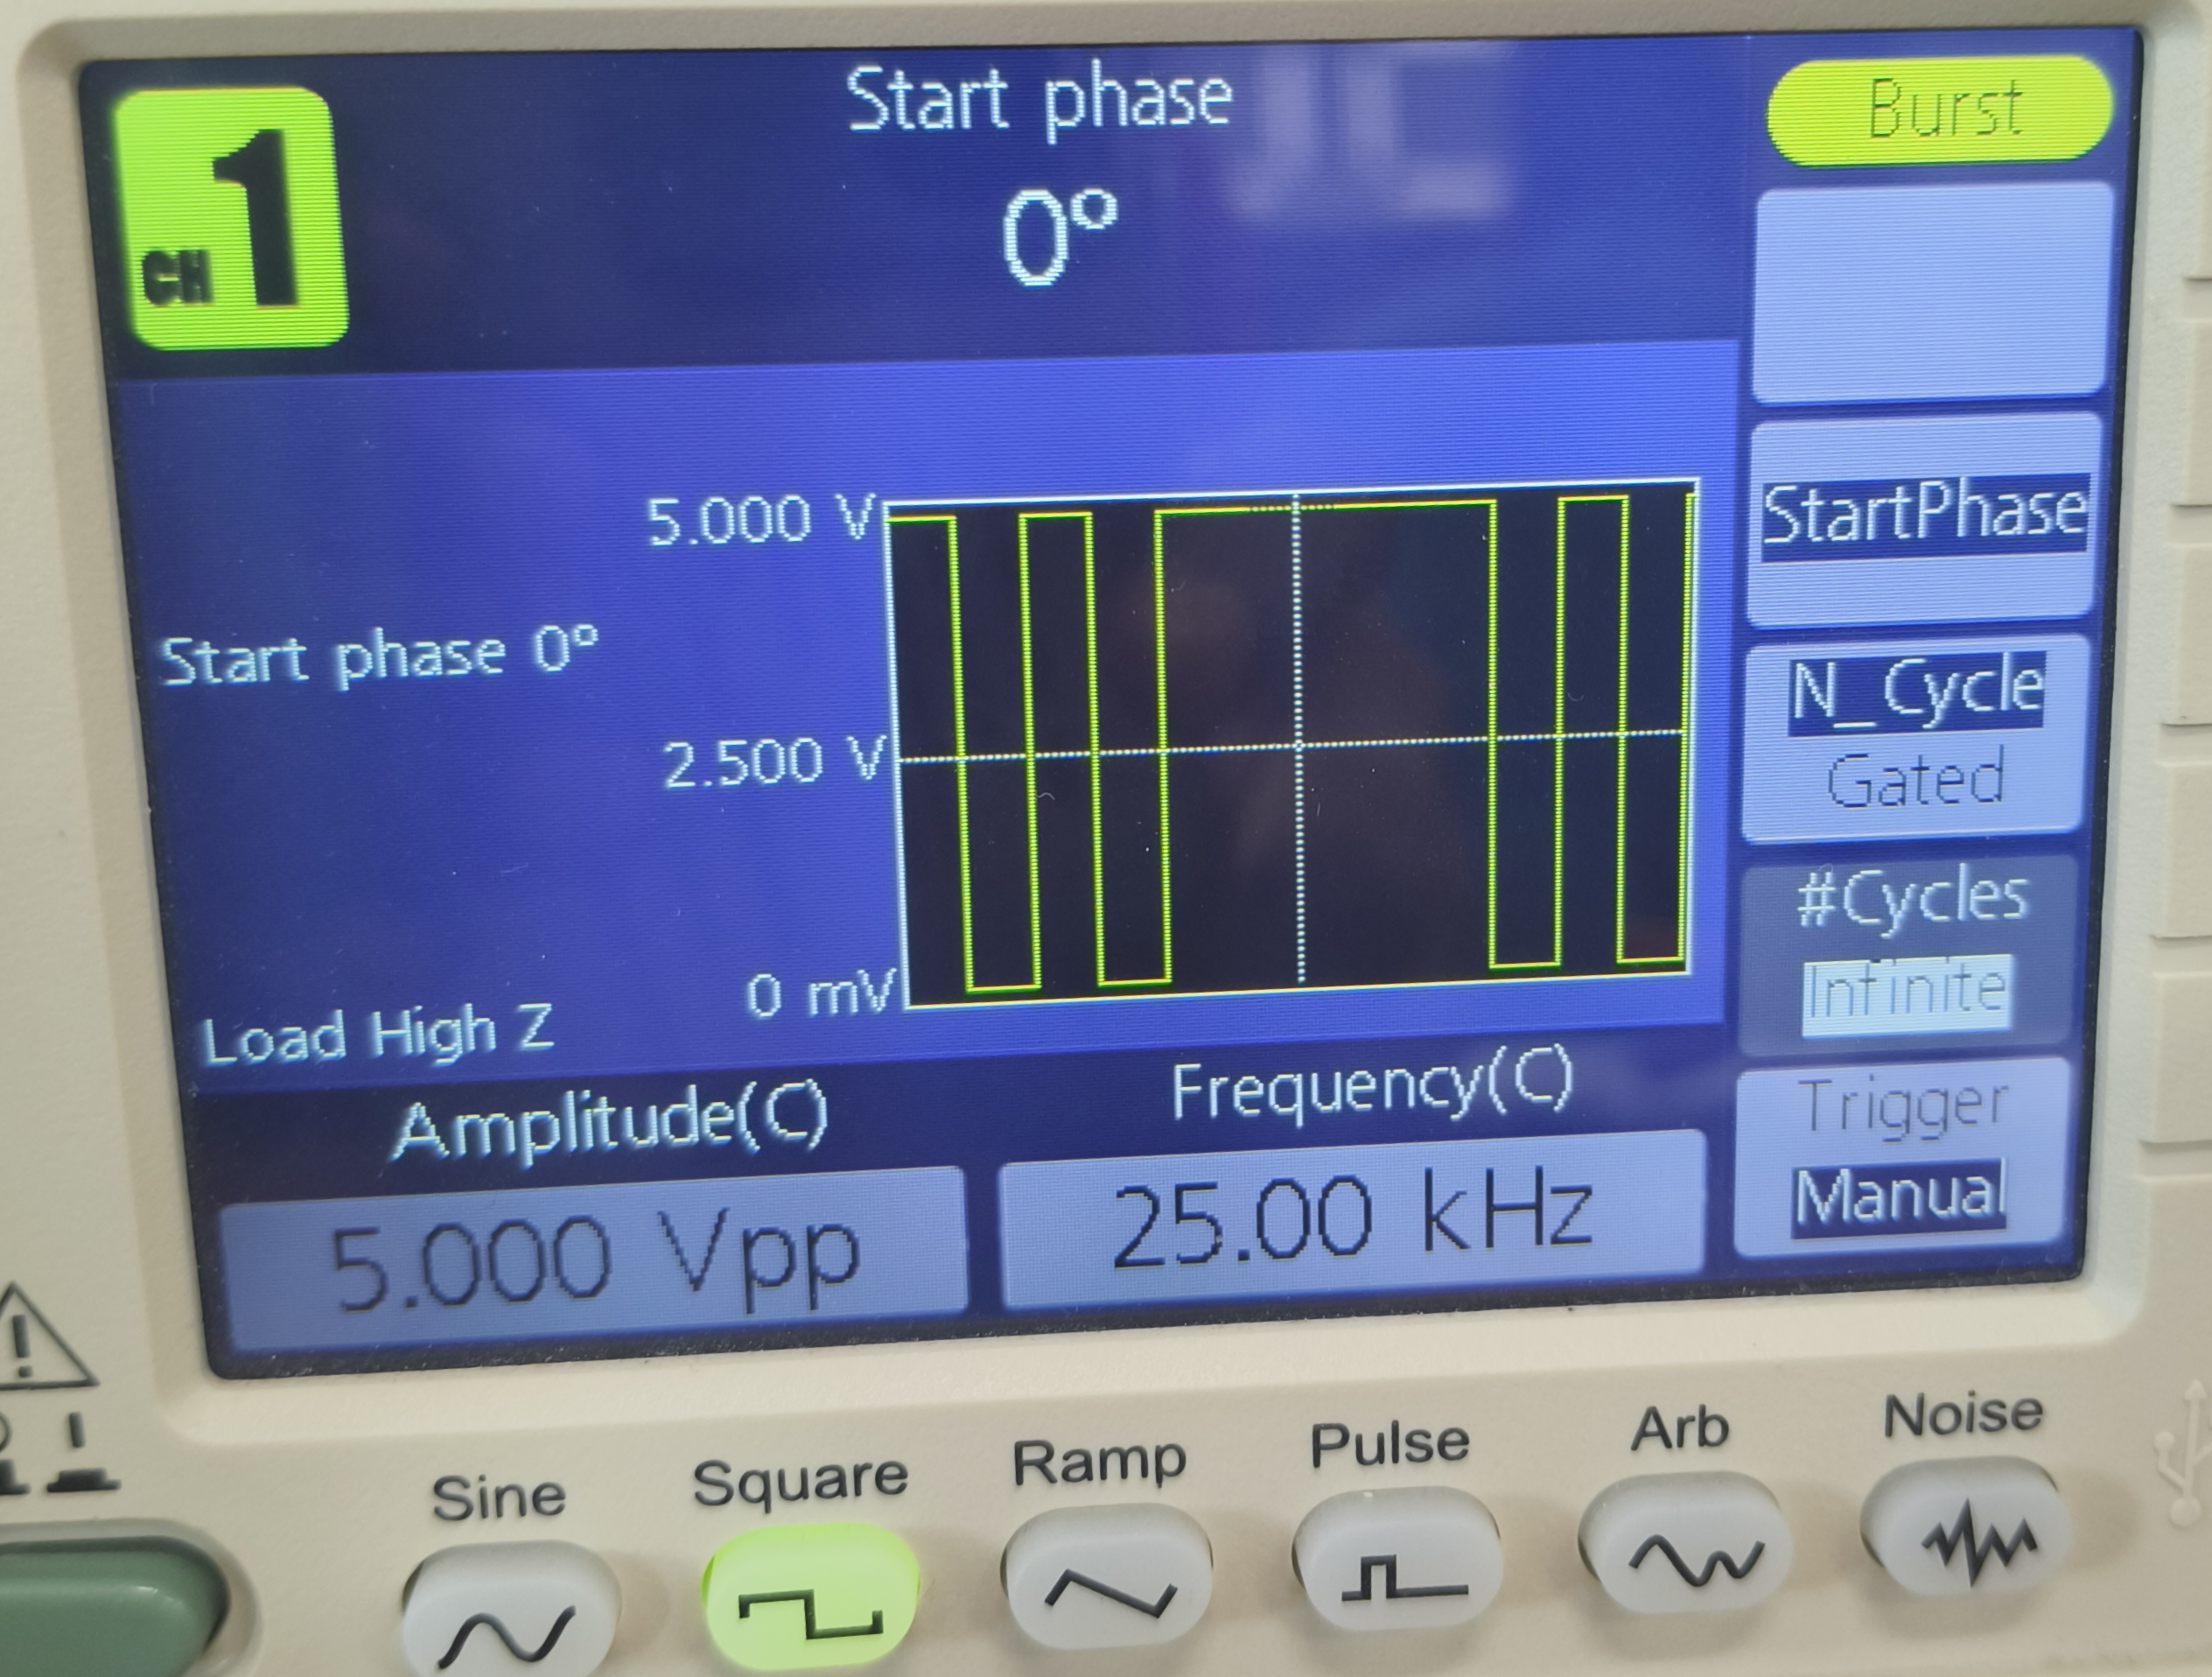 CH 1
Start phase
0°
Burst
StartPhase
N_Cycle
Gated
#Cycles
Infinite
Trigger
Manual
5.000 V
Start phase 0°
2.500 V
0 mV
Load High Z
Amplitude(C)
Frequency(C)
5.000 Vpp
25.00 kHz
Sine
Square
Ramp
Pulse
Arb
Noise